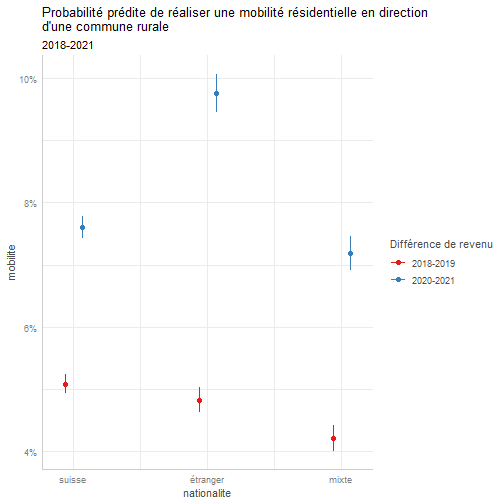 Probabilité prédite de réaliser une mobilité résidentielle en direction
d'une commune rurale
2018-2021
10%
8%
6%
4%
mobilite
suisse
étranger
mixte
nationalite
Différence de revenu
2018-2019
2020-2021